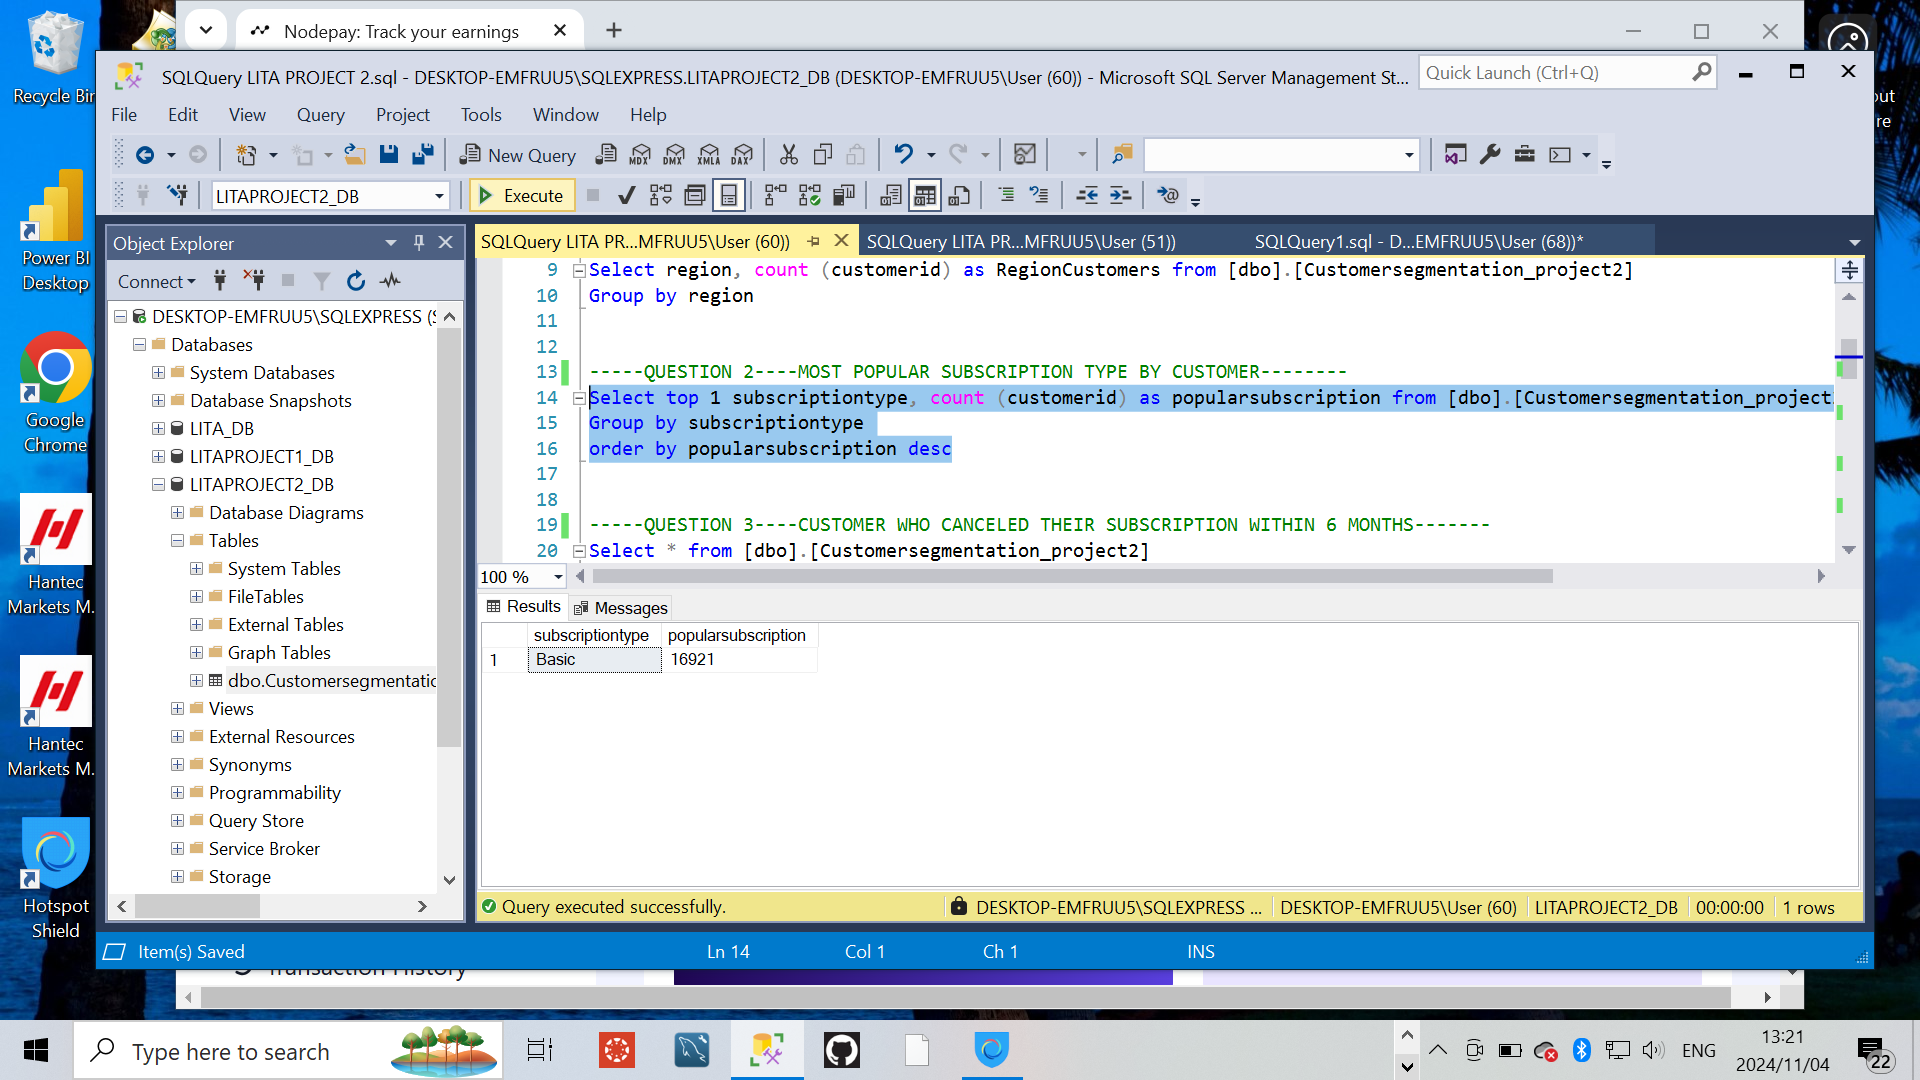 Nodepay: Track your earnings
SQLQuery LITA PROJECT 2.sql - DESKTOP-EMFRUU5\SQLEXPRESS.LITAPROJECT2_DB (DESKTOP-EMFRUU5\User (60)) - Microsoft SQL Server Management St...
Quick Launch (Ctrl+Q)
File Edit View Query Project Tools Window Help
New Query
MDX DMX XMLA DAX
LITAPROJECT2_DB
Execute
Object Explorer
SQLQuery LITA PR...MFRUU5\User (60))
SQLQuery LITA PR...MFRUU5\User (51))
SQLQuery1.sql - D...EMFRUU5\User (68))*
Connect
DESKTOP-EMFRUU5\SQLEXPRESS (S
Databases
System Databases
Database Snapshots
LITA_DB
LITAPROJECT1_DB
LITAPROJECT2_DB
Database Diagrams
Tables
System Tables
FileTables
External Tables
Graph Tables
dbo.Customersegmentatio
Views
External Resources
Synonyms
Programmability
Query Store
Service Broker
Storage
9 Select region, count (customerid) as RegionCustomers from [dbo].[Customersegmentation_project2]
10 Group by region
11
12
13 -----QUESTION 2----MOST POPULAR SUBSCRIPTION TYPE BY CUSTOMER--------
14 Select top 1 subscriptiontype, count (customerid) as popularsubscription from [dbo].[Customersegmentation_project
15 Group by subscriptiontype
16 order by popularsubscription desc
17
18
19 -----QUESTION 3----CUSTOMER WHO CANCELED THEIR SUBSCRIPTION WITHIN 6 MONTHS-------
20 Select * from [dbo].[Customersegmentation_project2]
100 %
Results Messages
subscriptiontype popularsubscription
1 Basic 16921
Query executed successfully.
DESKTOP-EMFRUU5\SQLEXPRESS ... DESKTOP-EMFRUU5\User (60) LITAPROJECT2_DB 00:00:00 1 rows
Item(s) Saved Ln 14 Col 1 Ch 1 INS
Transaction History
Recycle Bin
Power BI
Desktop
Google
Chrome
Hantec
Markets M.
Hantec
Markets M.
Hotspot
Shield
out
re
Type here to search
ENG
13:21
2024/11/04
22